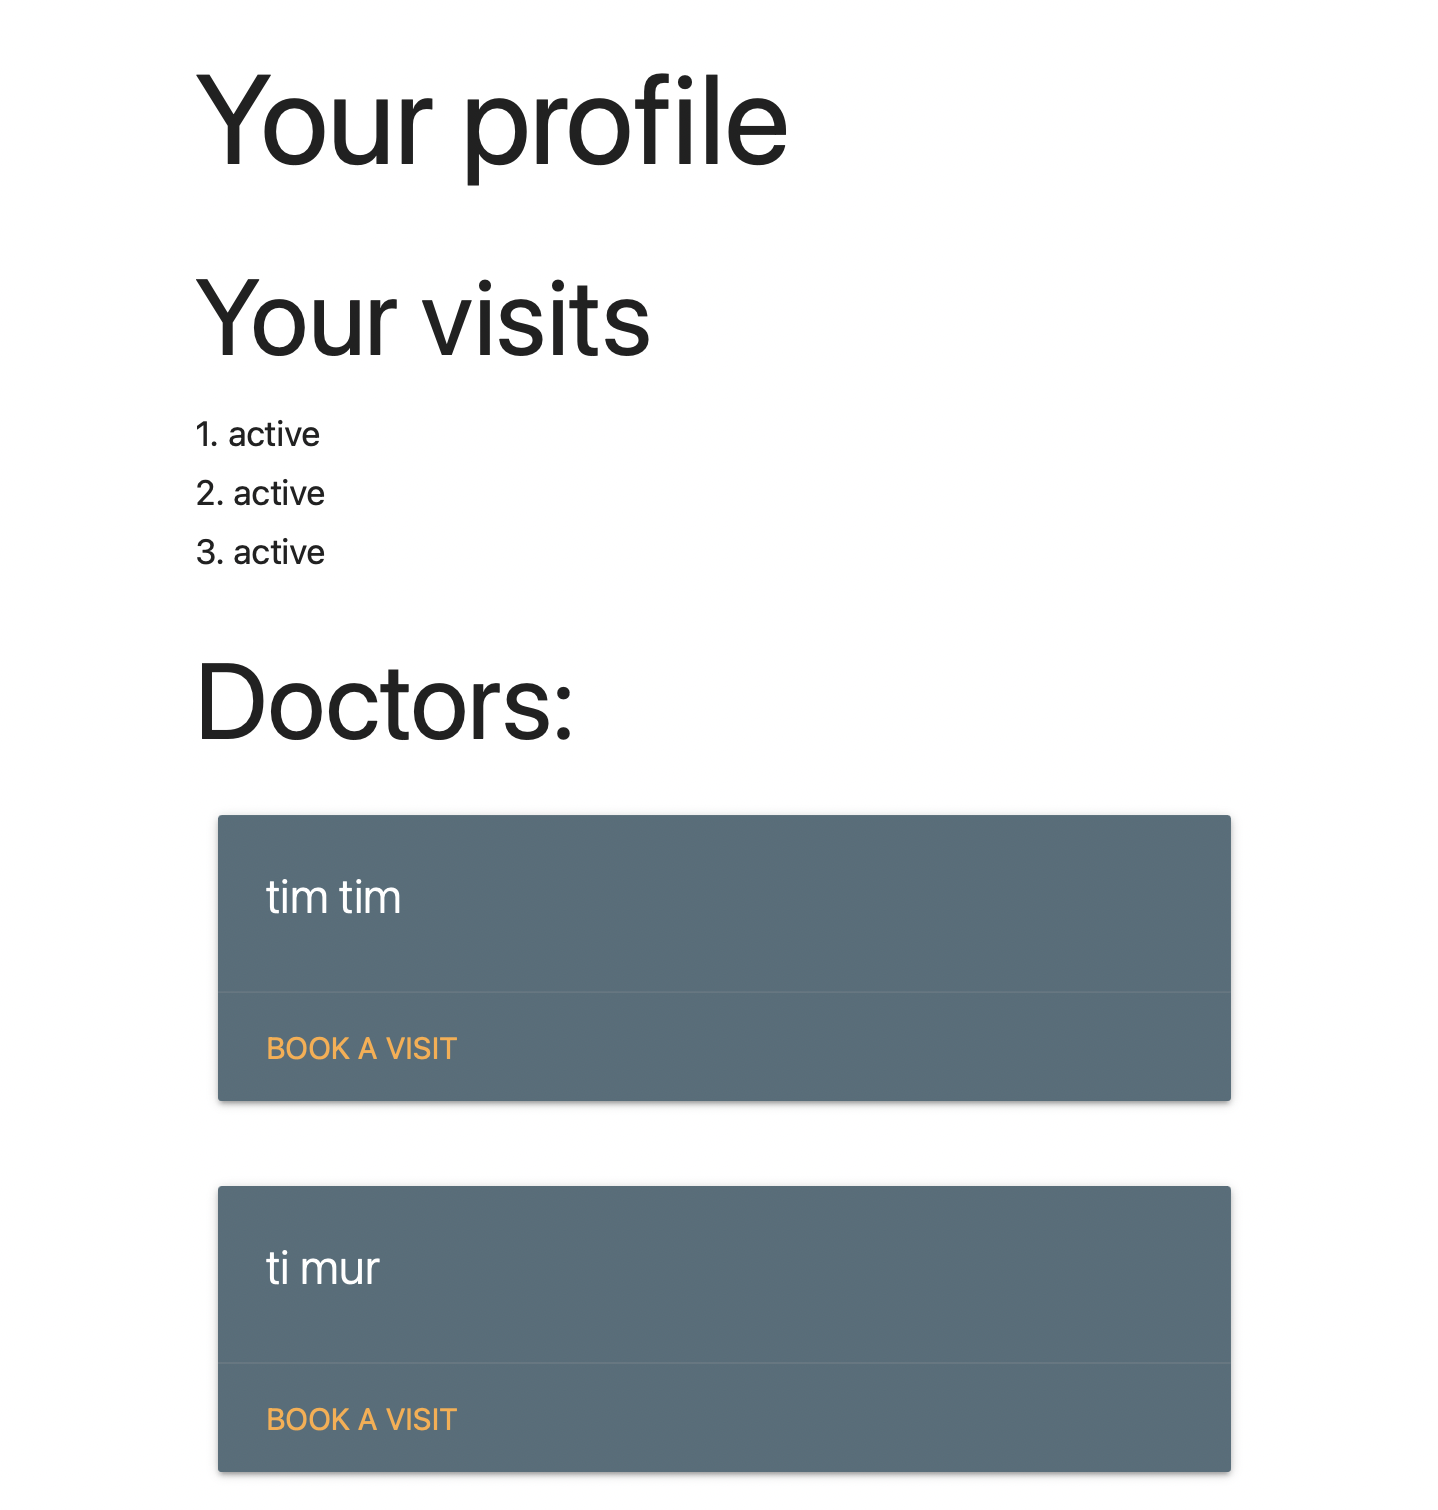 Your profile
Your visits
1. active
2. active
3. active
Doctors:
tim tim
BOOK A VISIT
ti mur
BOOK A VISIT